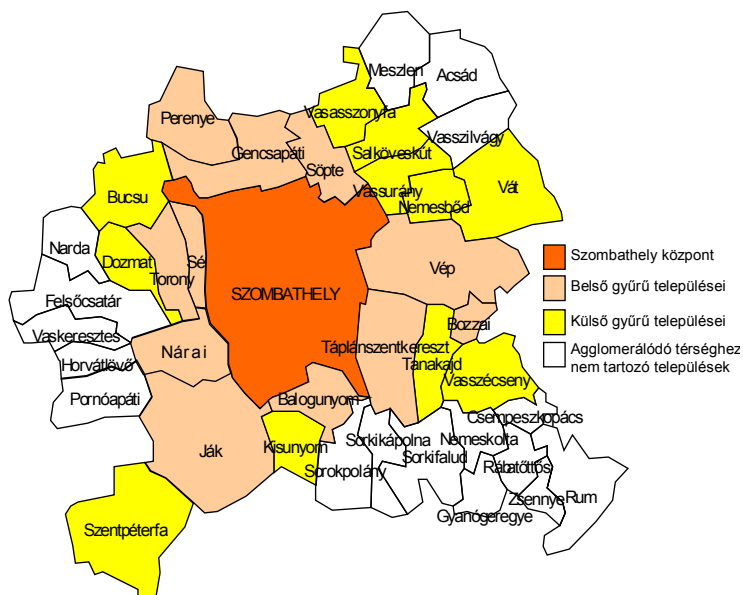 Meszlen
Acsád
Vasasszonyfa
Perenye
Vasszilvágy
Gencsapáti
Salköveskút
Söpte
Bucsu
Vassurány
Vát
Nemesbőd
Narda
Dozmat
Sé
Vép
Torony
Szombathely központ
Felsőcsatár
SZOMBATHELY
Belső gyűrű települései
Vaskeresztes
Bozzai
Külső gyűrű települései
Táplánszentkereszt
Nárai
Horvátlövő
Tanakajd
Agglomerálódó térséghez
nem tartozó települések
Vasszécseny
Pornóapáti
Balogunyom
Csempeszkopács
Ják
Kisunyom
Sorkikápolna
Nemeskolta
Sorkifalud
Sorokpolány
Rábatöttös
Zsennye
Rum
Gyanógeregye
Szentpéterfa